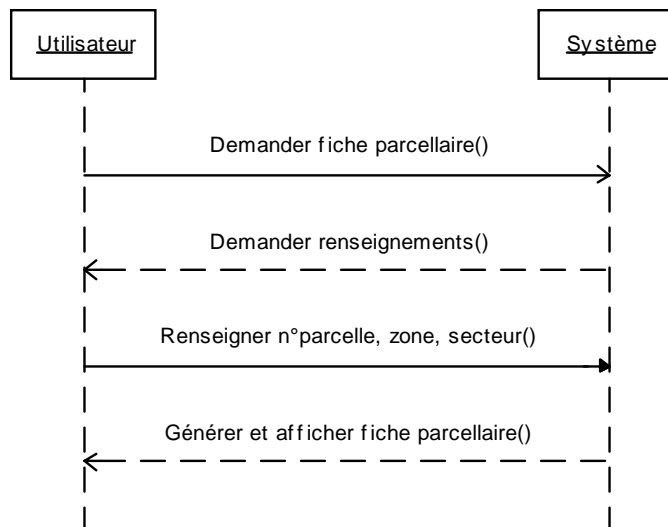 Utilisateur
Système
Demander fiche parcellaire()
Demander renseignements()
Renseigner n°parcelle, zone, secteur()
Générer et afficher fiche parcellaire()